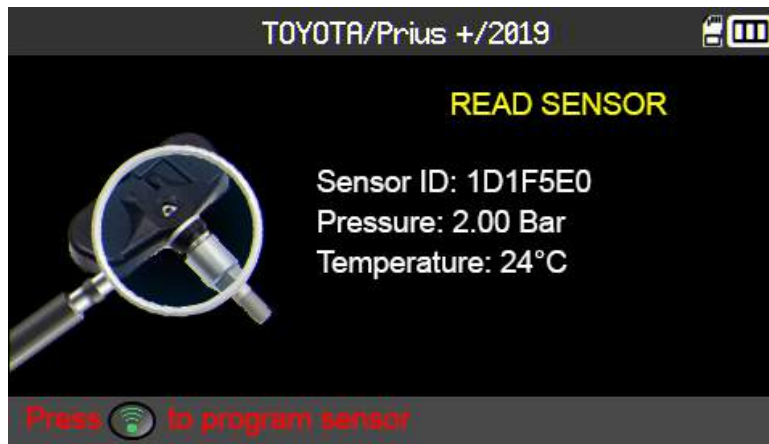 TOYOTA/Prius +/2019
READ SENSOR
Sensor ID: 1D1F5E0
Pressure: 2.00 Bar
Temperature: 24°C
Press to program sensor